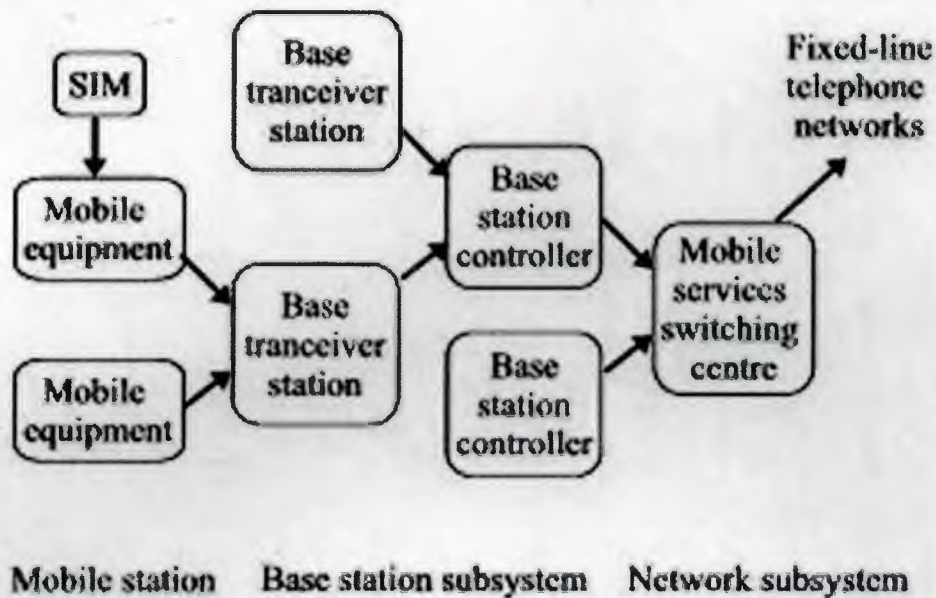 SIM
Mobile
equipment
Mobile
equipment
Base
tranceiver
station
Base
tranceiver
station
Base
station
controller
Base
station
controller
Mobile
services
switching
centre
Fixed-line
telephone
networks
Mobile station
Base station subsystem
Network subsystem